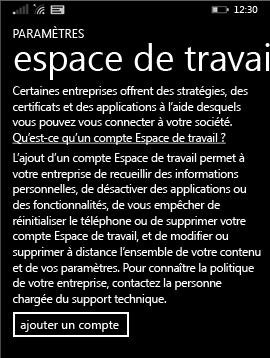 12:30
PARAMÈTRES
espace de travai
Certaines entreprises offrent des stratégies, des
certificats et des applications à l'aide desquels
vous pouvez vous connecter à votre société.
Qu'est-ce qu'un compte Espace de travail ?
L'ajout d'un compte Espace de travail permet à
votre entreprise de recueillir des informations
personnelles, de désactiver des applications ou
des fonctionnalités, de vous empêcher de
réinitialiser le téléphone ou de supprimer votre
compte Espace de travail, et de modifier ou
supprimer à distance l'ensemble de votre contenu
et de vos paramètres. Pour connaître la politique
de votre entreprise, contactez la personne
chargée du support technique.
ajouter un compte